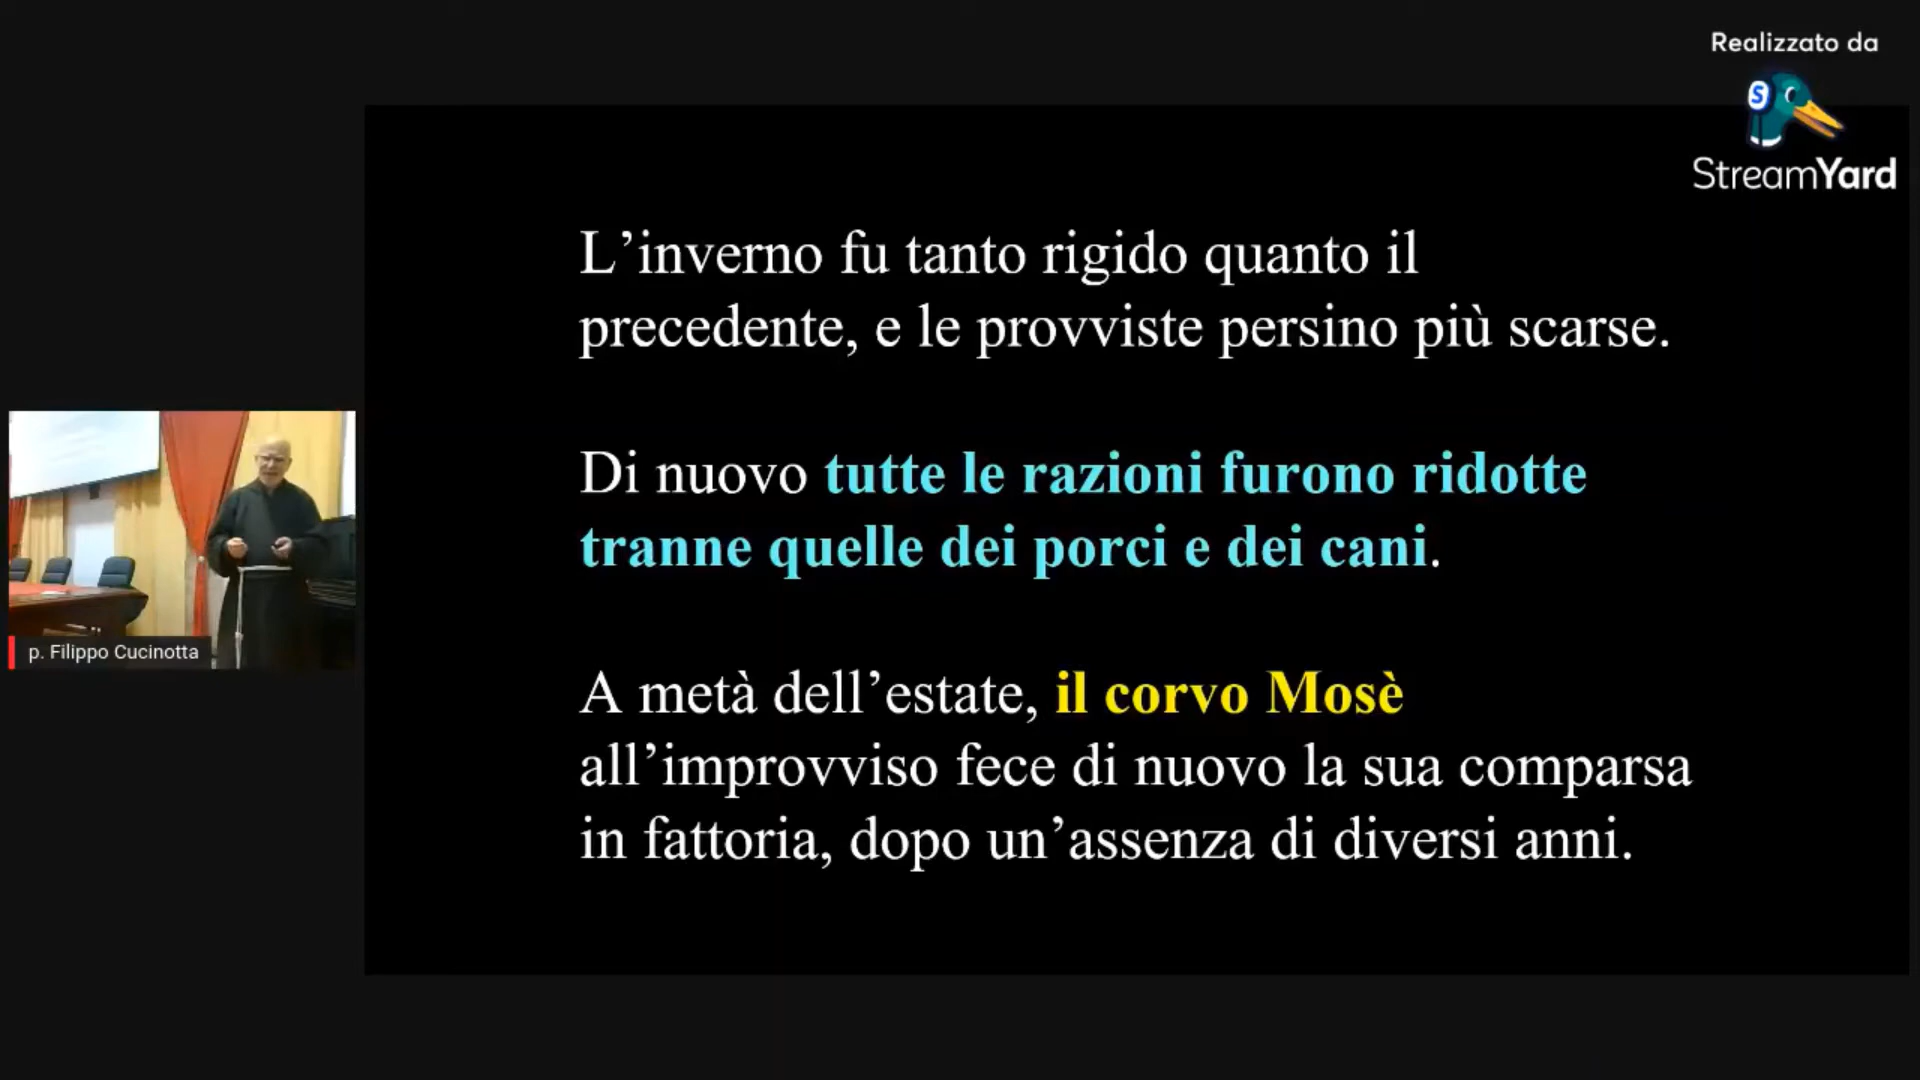 Realizzato da
StreamYard
L’inverno fu tanto rigido quanto il
precedente, e le provviste persino più scarse.
Di nuovo tutte le razioni furono ridotte
tranne quelle dei porci e dei cani.
A metà dell’estate, il corvo Mosè
all’improvviso fece di nuovo la sua comparsa
in fattoria, dopo un’assenza di diversi anni.
p. Filippo Cucinotta